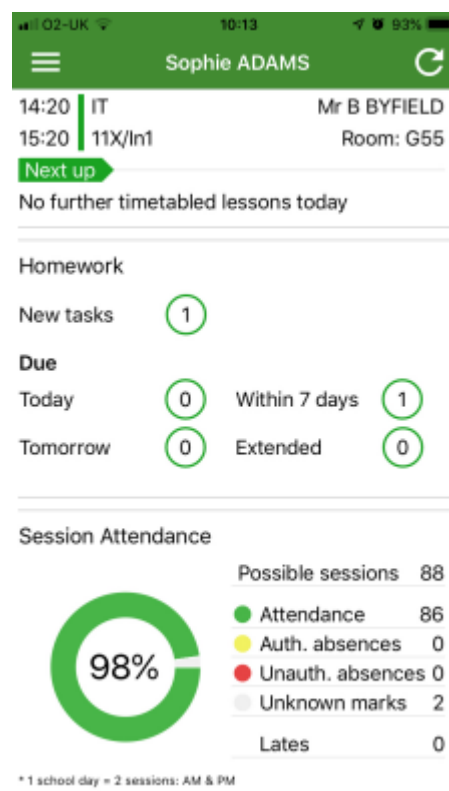 O2-UK 10:13 93%
Sophie ADAMS
14:20 IT Mr B BYFIELD
15:20 11X/In1 Room: G55
Next up
No further timetabled lessons today
Homework
New tasks 1
Due
Today 0 Within 7 days 1
Tomorrow 0 Extended 0
Session Attendance
Possible sessions 88
Attendance 86
Auth. absences 0
98%
Unauth. absences 0
Unknown marks 2
Lates 0
* 1 school day = 2 sessions: AM & PM